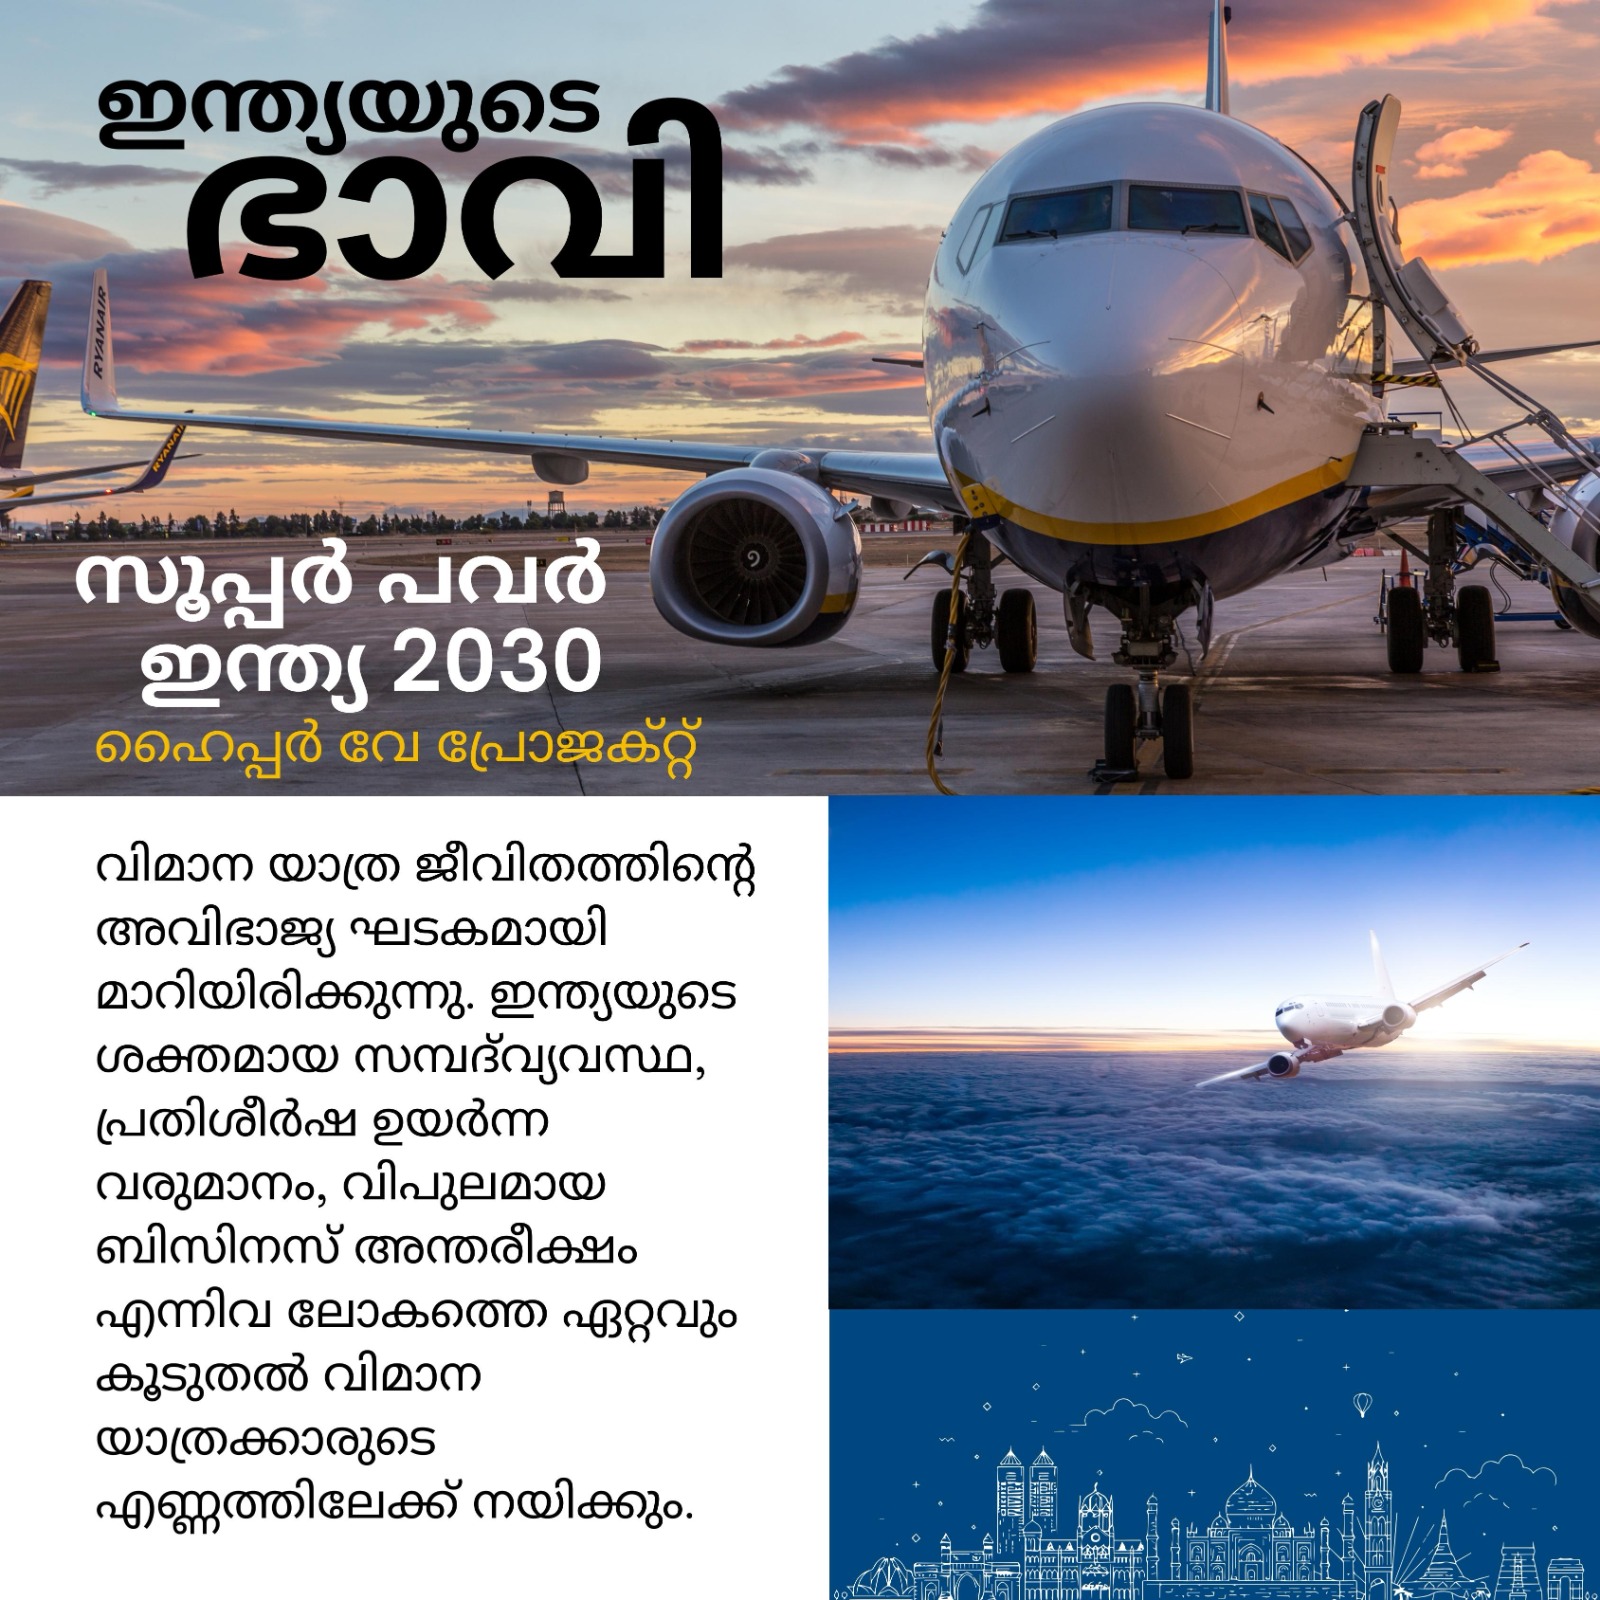 ഇന്ത്യയുടെ
ഭാവി
RYANAIR
RYANAIR
സൂപ്പർ പവർ
ഇന്ത്യ 2030
ഹൈപ്പർ വേ പ്രോജക്റ്റ്
വിമാന യാത്ര ജീവിതത്തിന്റെ
അവിഭാജ്യ ഘടകമായി
മാറിയിരിക്കുന്നു. ഇന്ത്യയുടെ
ശക്തമായ സമ്പദ്‌വ്യവസ്ഥ,
പ്രതിശീർഷ ഉയർന്ന
വരുമാനം, വിപുലമായ
ബിസിനസ് അന്തരീക്ഷം
എന്നിവ ലോകത്തെ ഏറ്റവും
കൂടുതൽ വിമാന
യാത്രക്കാരുടെ
എണ്ണത്തിലേക്ക് നയിക്കും.